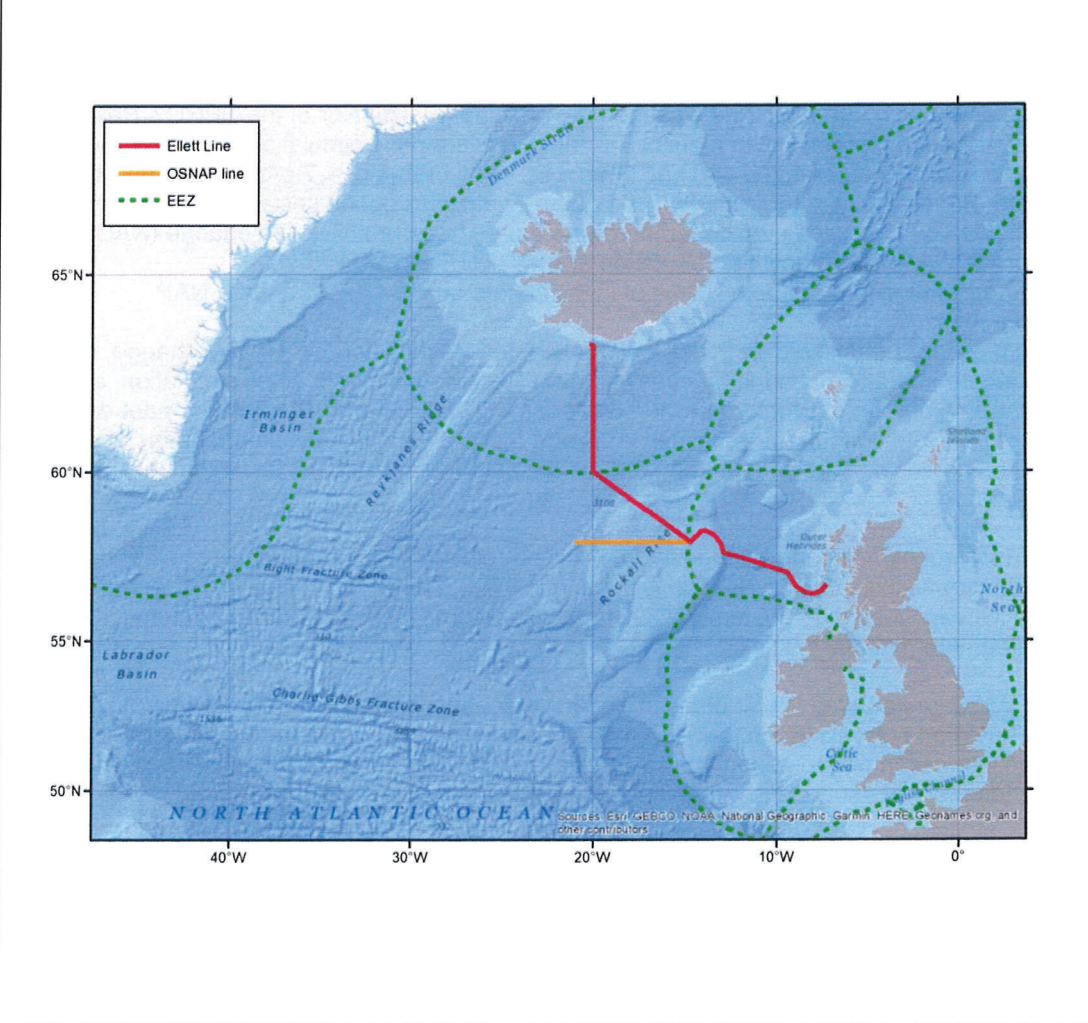 Ellett Line
OSNAP line
EEZ
Denmark Strait
65°N
Irminger
Basin
Reykjanes Ridge
Shetland
Islands
60°N
3108
Outer
Hebrides
Rockall Rise
Bight Fracture Zone
North
Sea
55°N
Labrador
Basin
Charlie-Gibbs Fracture Zone
Celtic
Sea
50°N
NORTH ATLANTIC OCEAN
Sources: Esri, GEBCO, NOAA, National Geographic, Garmin, HERE, Geonames.org, and
other contributors
40°W
30°W
20°W
10°W
0°